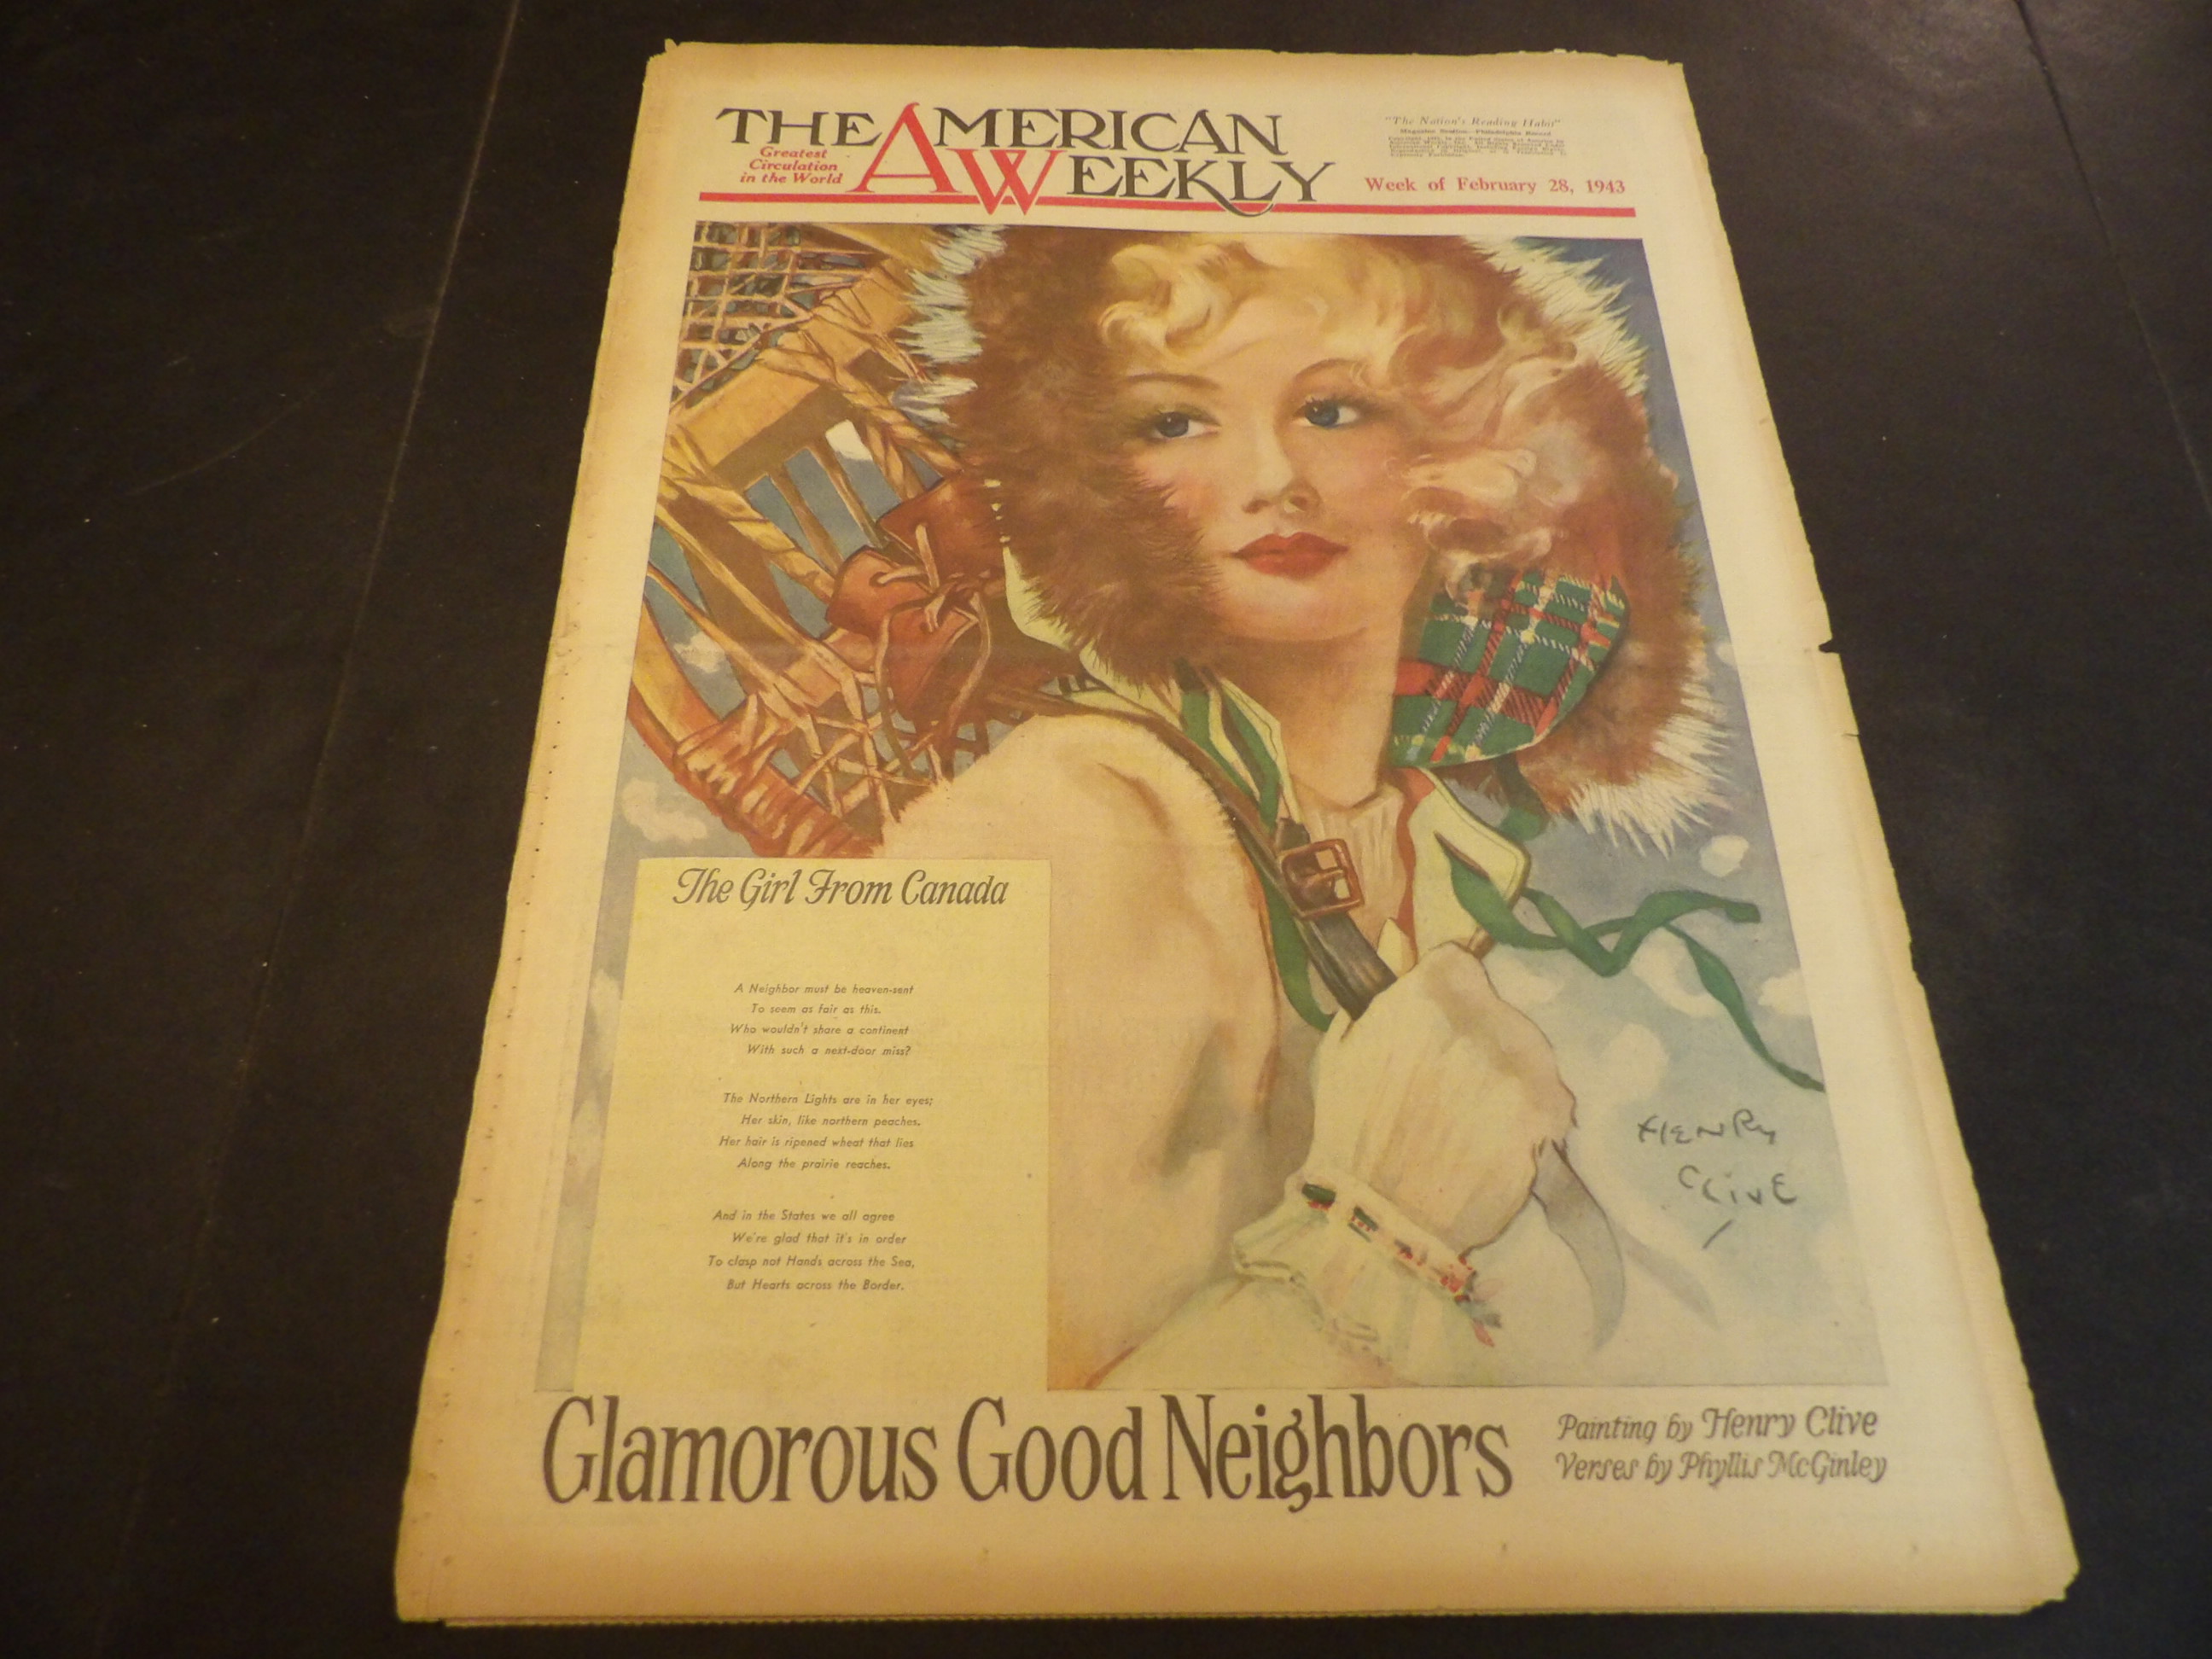 THE AMERICAN
WEEKLY
Greatest
Circulation
in the World
"The Nation's Reading Habit"
Magazine Section—Philadelphia Record
Week of February 28, 1943
The Girl From Canada
A Neighbor must be heaven-sent
To seem as fair as this.
Who wouldn't share a continent
With such a next-door miss?
The Northern Lights are in her eyes;
Her skin, like northern peaches.
Her hair is ripened wheat that lies
Along the prairie reaches.
And in the States we all agree
We're glad that it's in order
To clasp not Hands across the Sea,
But Hearts across the Border.
HENRY
CLIVE
Glamorous Good Neighbors
Painting by Henry Clive
Verses by Phyllis McGinley